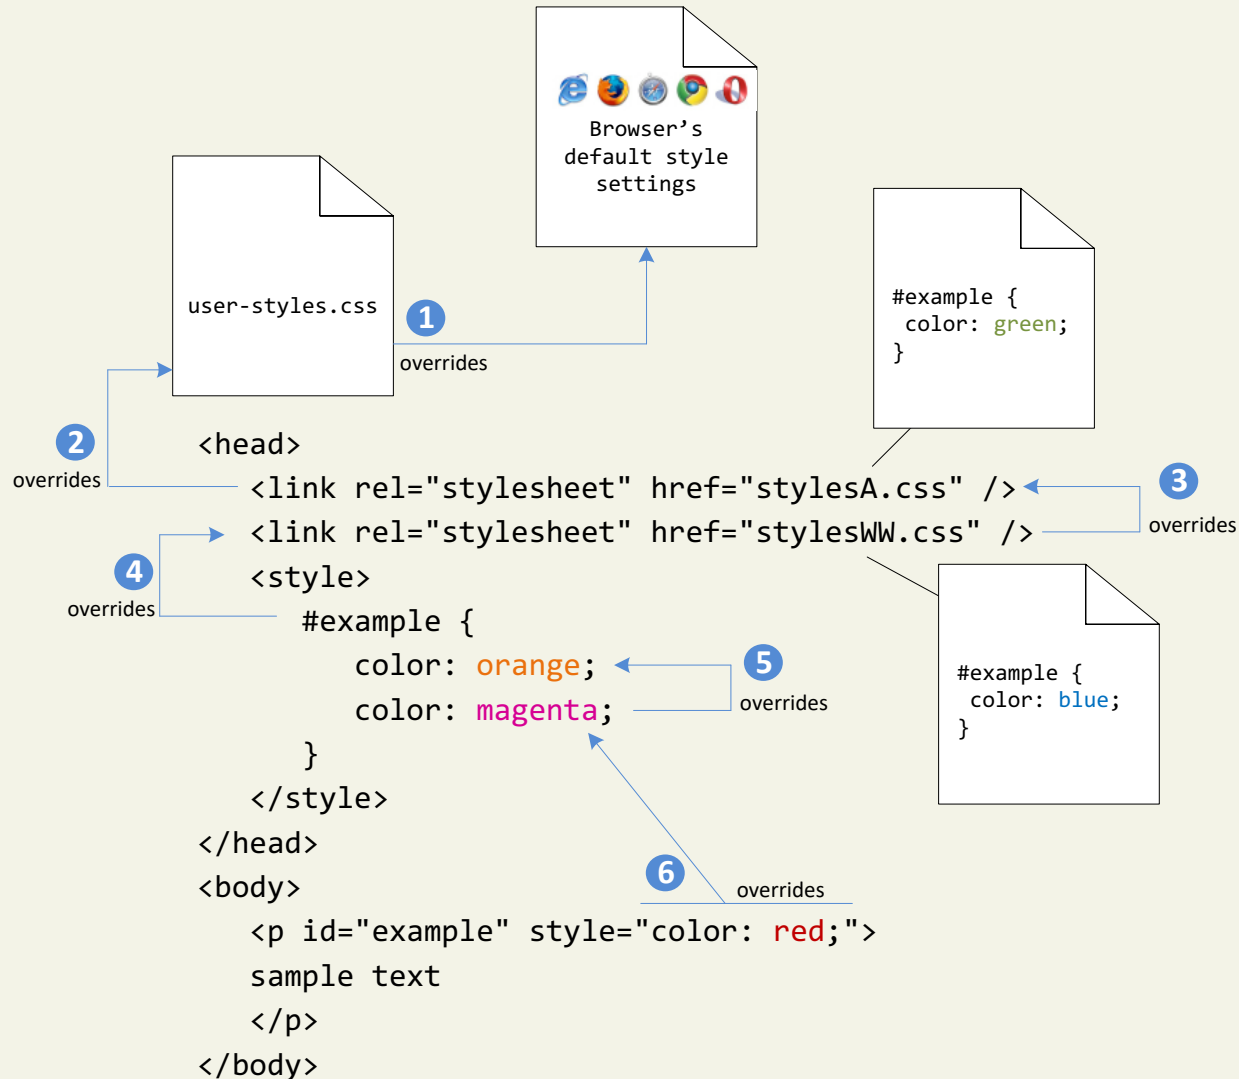 Browser’s
default style
settings
user-styles.css
1
overrides
#example {
color: green;
}
2
overrides
<head>
<link rel="stylesheet" href="stylesA.css" />
3
overrides
<link rel="stylesheet" href="stylesWW.css" />
4
overrides
<style>
#example {
color: orange;
5
overrides
color: magenta;
}
</style>
#example {
color: blue;
}
</head>
<body>
6
overrides
<p id="example" style="color: red;">
sample text
</p>
</body>